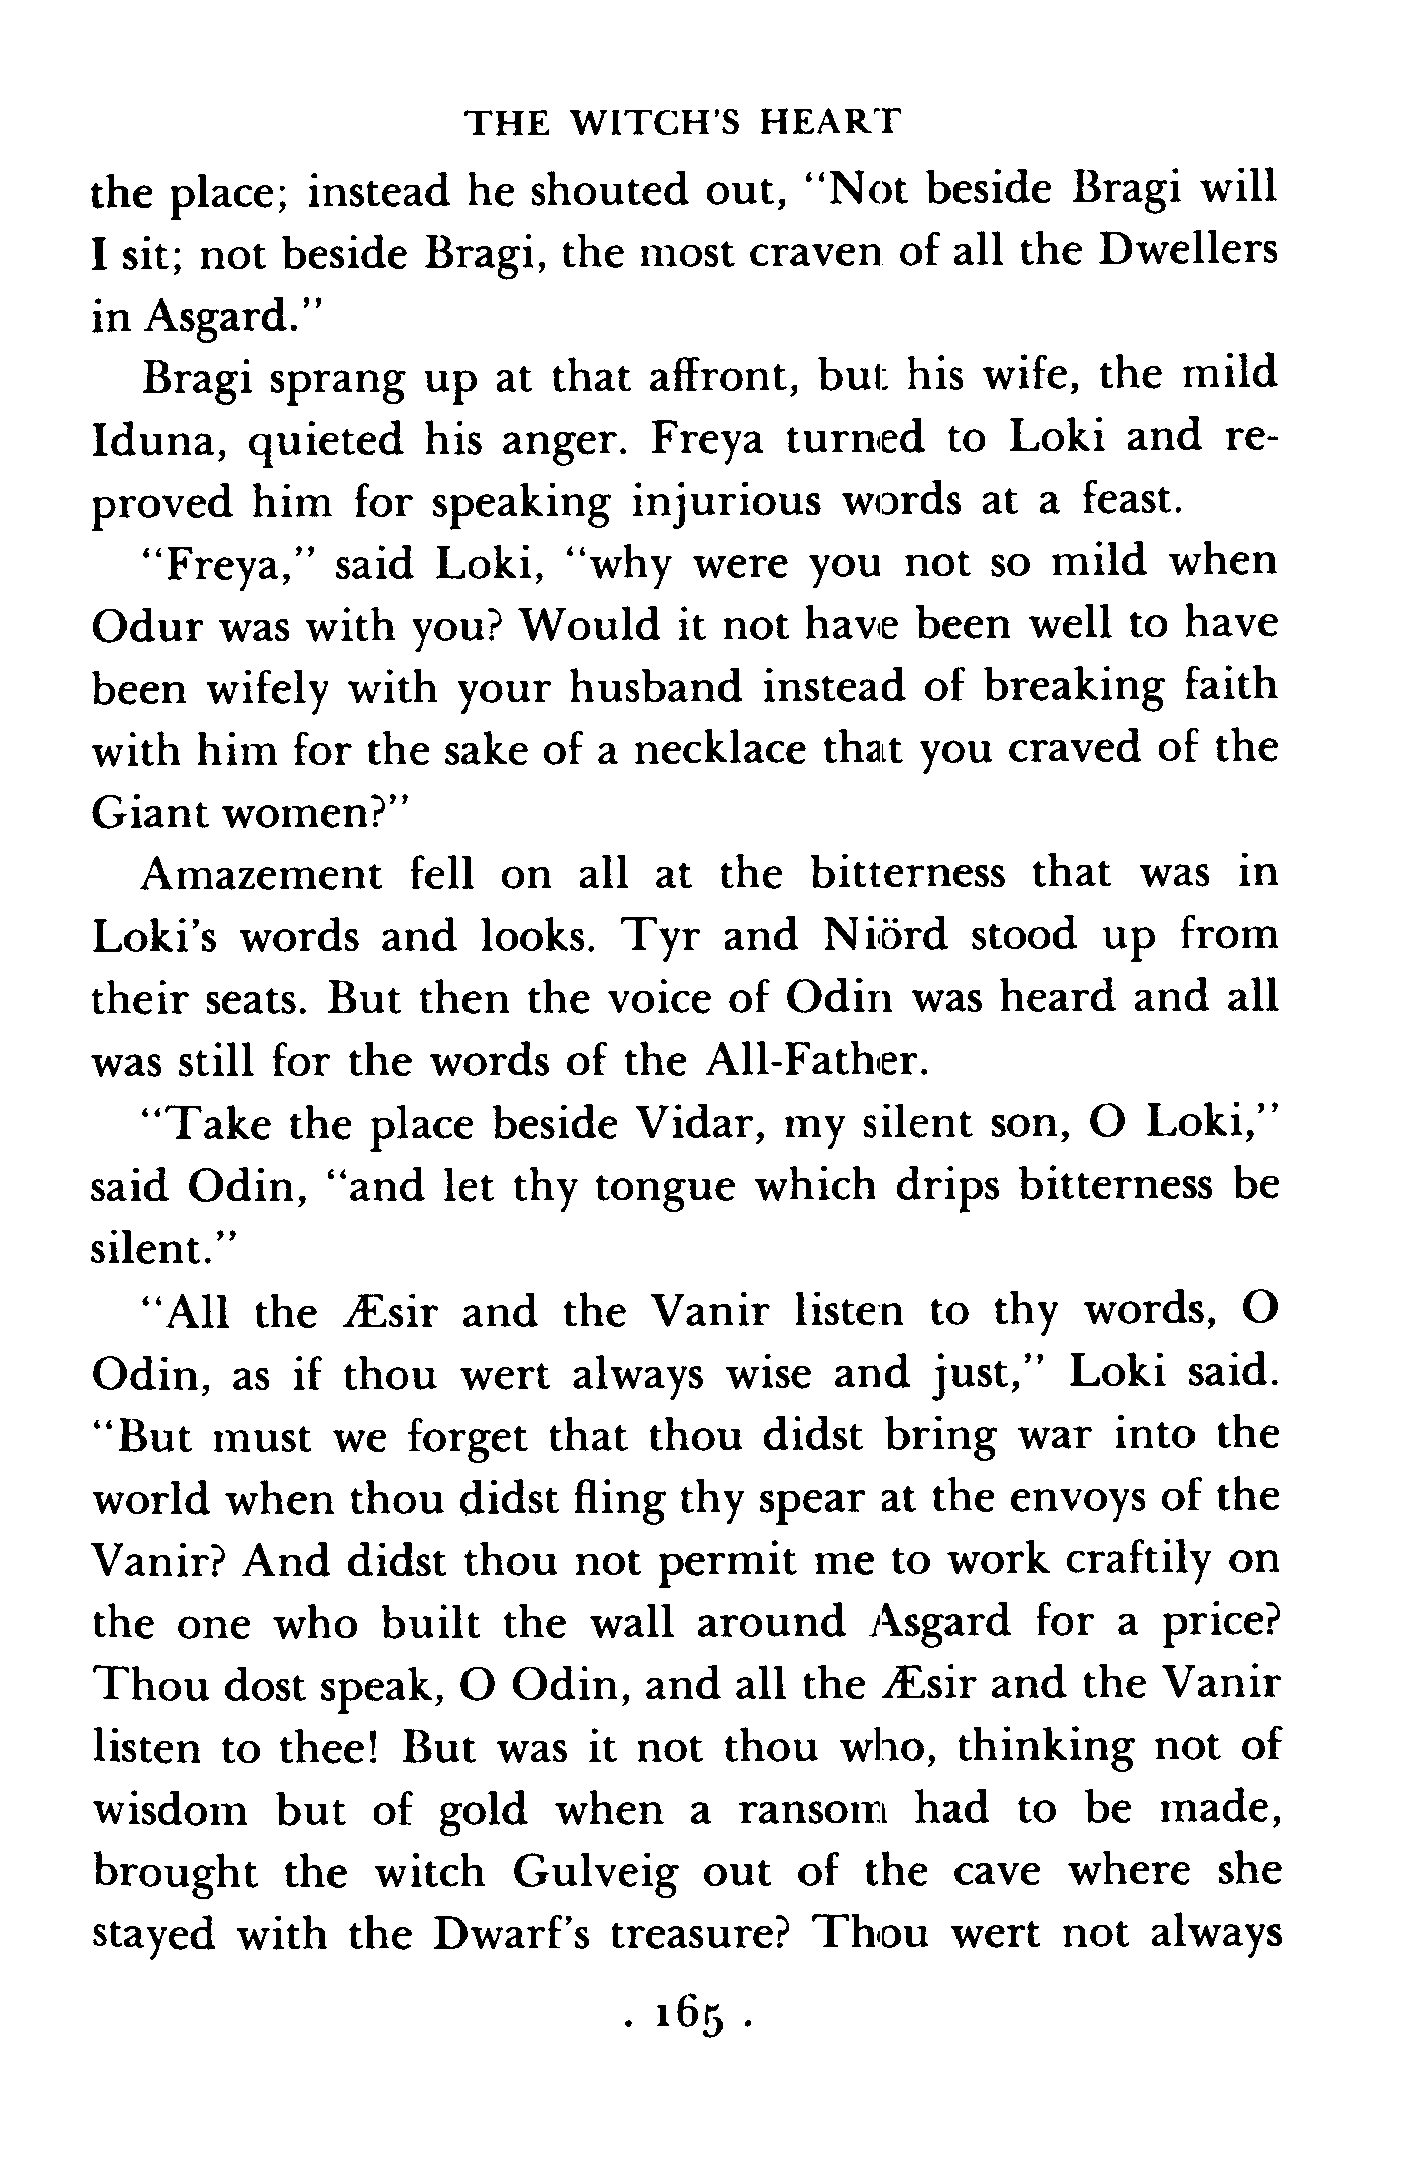 THE WITCH'S HEART
the place; instead he shouted out, "Not beside Bragi will
I sit; not beside Bragi, the most craven of all the Dwellers
in Asgard."
Bragi sprang up at that affront, but his wife, the mild
Iduna, quieted his anger. Freya turned to Loki and re-
proved him for speaking injurious words at a feast.
"Freya," said Loki, "why were you not so mild when
Odur was with you? Would it not have been well to have
been wifely with your husband instead of breaking faith
with him for the sake of a necklace that you craved of the
Giant women?"
Amazement fell on all at the bitterness that was in
Loki's words and looks. Tyr and Niörd stood up from
their seats. But then the voice of Odin was heard and all
was still for the words of the All-Father.
"Take the place beside Vidar, my silent son, O Loki,"
said Odin, "and let thy tongue which drips bitterness be
silent."
"All the Æsir and the Vanir listen to thy words, O
Odin, as if thou wert always wise and just," Loki said.
"But must we forget that thou didst bring war into the
world when thou didst fling thy spear at the envoys of the
Vanir? And didst thou not permit me to work craftily on
the one who built the wall around Asgard for a price?
Thou dost speak, O Odin, and all the Æsir and the Vanir
listen to thee! But was it not thou who, thinking not of
wisdom but of gold when a ransom had to be made,
brought the witch Gulveig out of the cave where she
stayed with the Dwarf's treasure? Thou wert not always
. 165 .